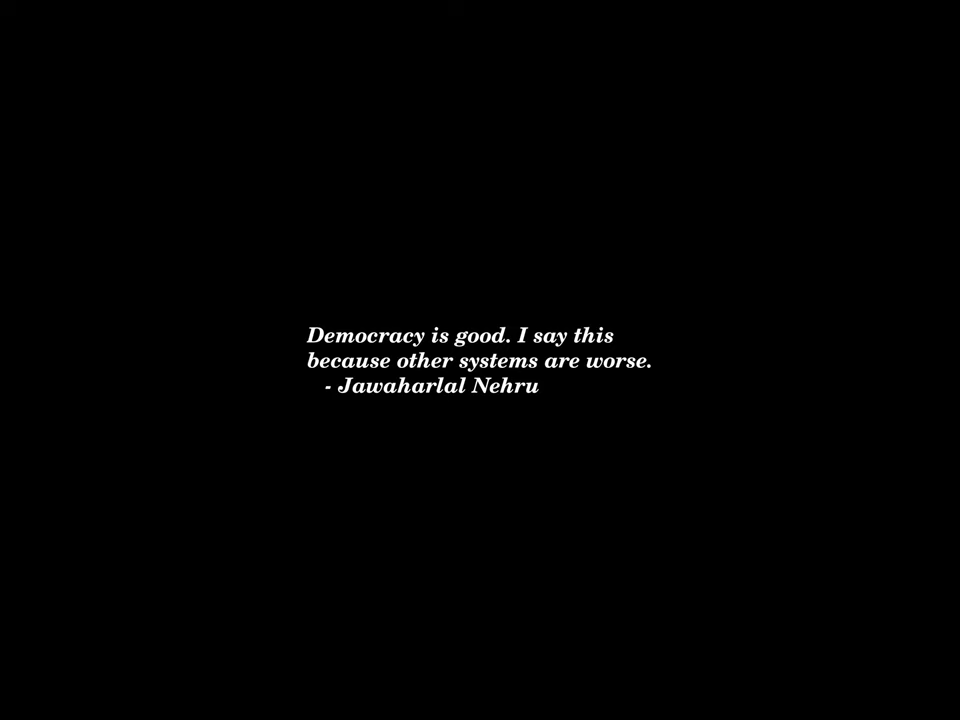 Democracy is good. I say this
because other systems are worse.
- Jawaharlal Nehru